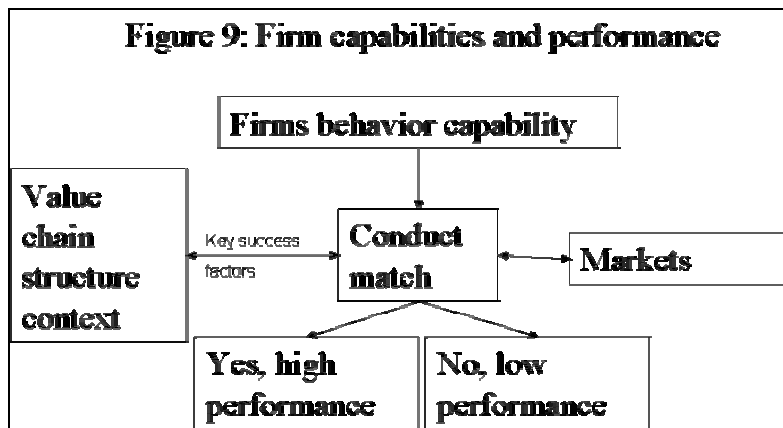 Figure 9: Firm capabilities and performance
Firms behavior capability
Value
chain
structure
context
Key success
factors
Conduct
match
Markets
Yes, high
performance
No, low
performance